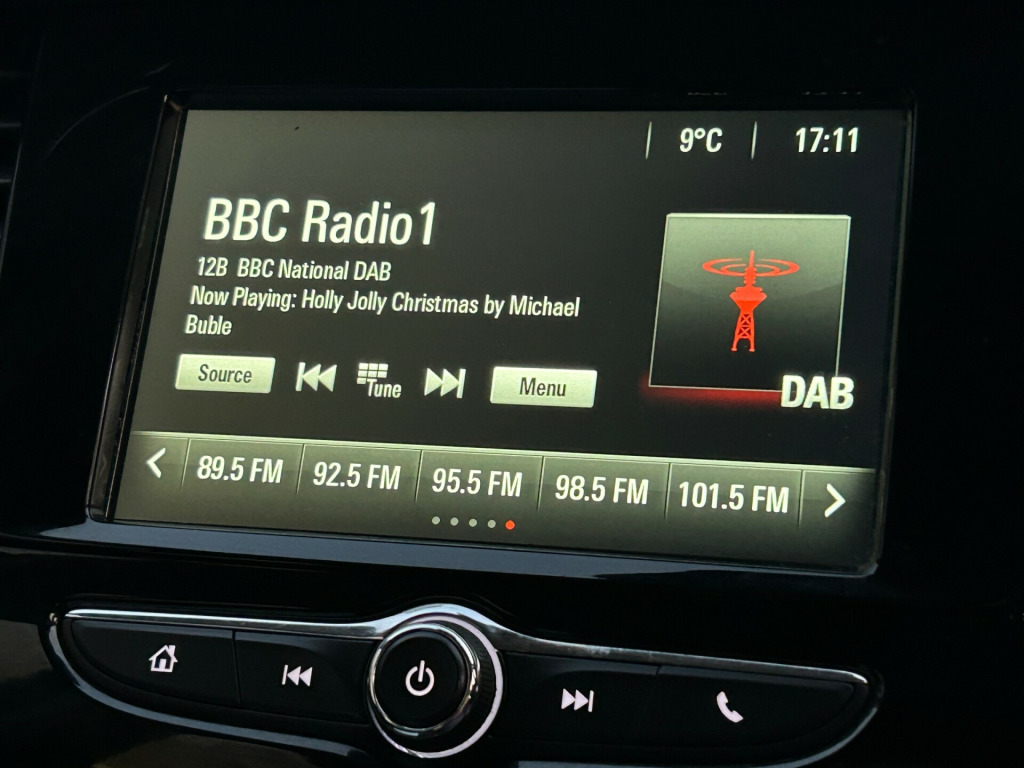 9°C 17:11
BBC Radio1
12B BBC National DAB
Now Playing: Holly Jolly Christmas by Michael
Buble
Source Tune Menu
DAB
89.5 FM 92.5 FM 95.5 FM 98.5 FM 101.5 FM